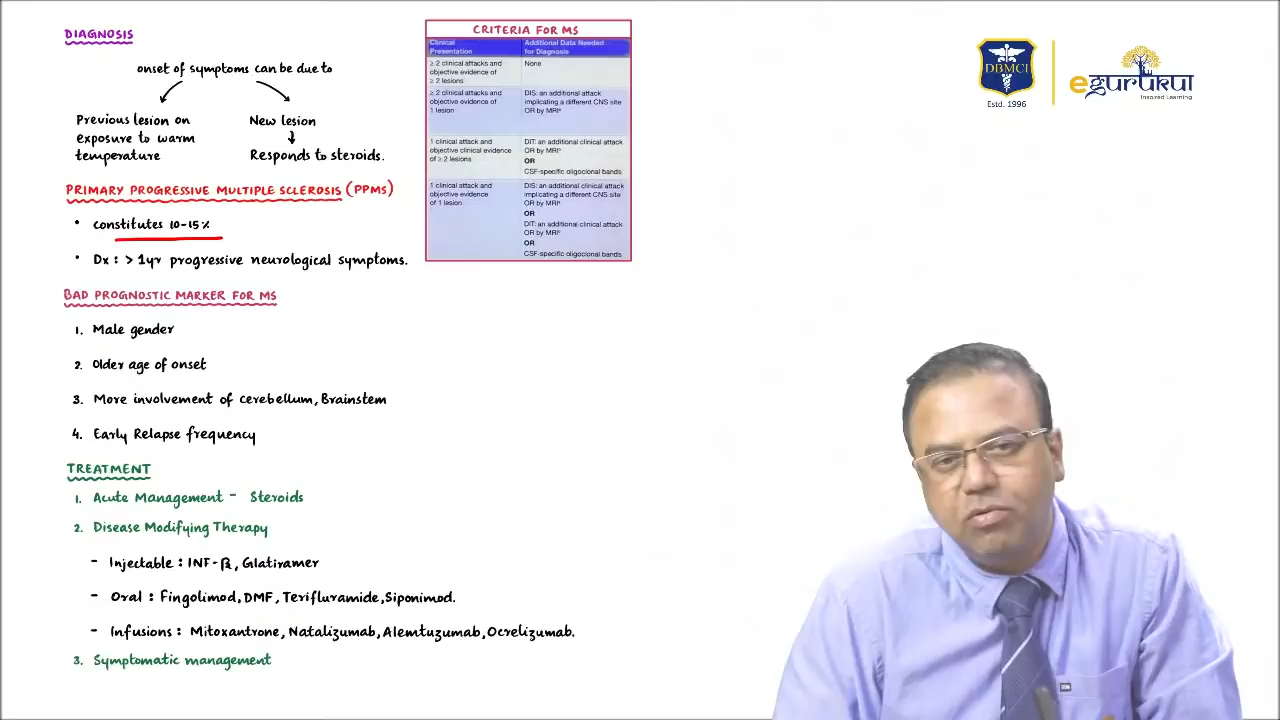 DIAGNOSIS
onset of symptoms can be due to
Previous lesion on
exposure to warm
temperature
New lesion
Responds to steroids.
PRIMARY PROGRESSIVE MULTIPLE SCLEROSIS (PPMS)
• constitutes 10-15%
• Dx : > 1yr progressive neurological symptoms.
BAD PROGNOSTIC MARKER FOR MS
1. Male gender
2. Older age of onset
3. More involvement of cerebellum, Brainstem
4. Early Relapse frequency
TREATMENT
1. Acute Management - Steroids
2. Disease Modifying Therapy
- Injectable : INF-β, Glatiramer
- Oral : Fingolimod, DMF, Terifluramide, Siponimod.
- Infusions : Mitoxantrone, Natalizumab, Alemtuzumab, Ocrelizumab.
3. Symptomatic management
CRITERIA FOR MS
Clinical
Presentation
Additional Data Needed
for Diagnosis
≥ 2 clinical attacks and
objective evidence of
≥ 2 lesions
None
≥ 2 clinical attacks and
objective evidence of
1 lesion
DIS: an additional attack
implicating a different CNS site
OR by MRI
1 clinical attack and
objective clinical evidence
of ≥ 2 lesions
DIT: an additional clinical attack
OR by MRI
OR
CSF-specific oligoclonal bands
1 clinical attack and
objective evidence
of 1 lesion
DIS: an additional clinical attack
implicating a different CNS site
OR by MRI
OR
DIT: an additional clinical attack
OR by MRI
OR
CSF-specific oligoclonal bands
DBMCI
Estd. 1996
egurukul
Inspired Learning